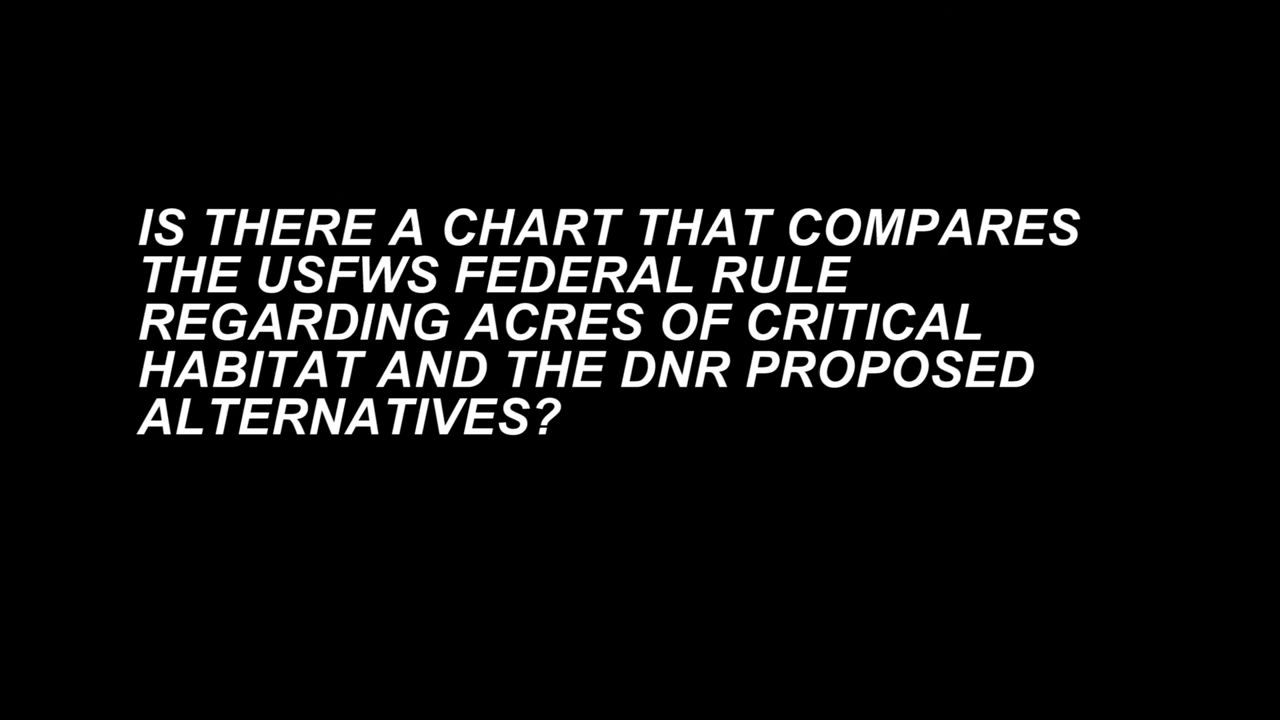 IS THERE A CHART THAT COMPARES
THE USFWS FEDERAL RULE
REGARDING ACRES OF CRITICAL
HABITAT AND THE DNR PROPOSED
ALTERNATIVES?